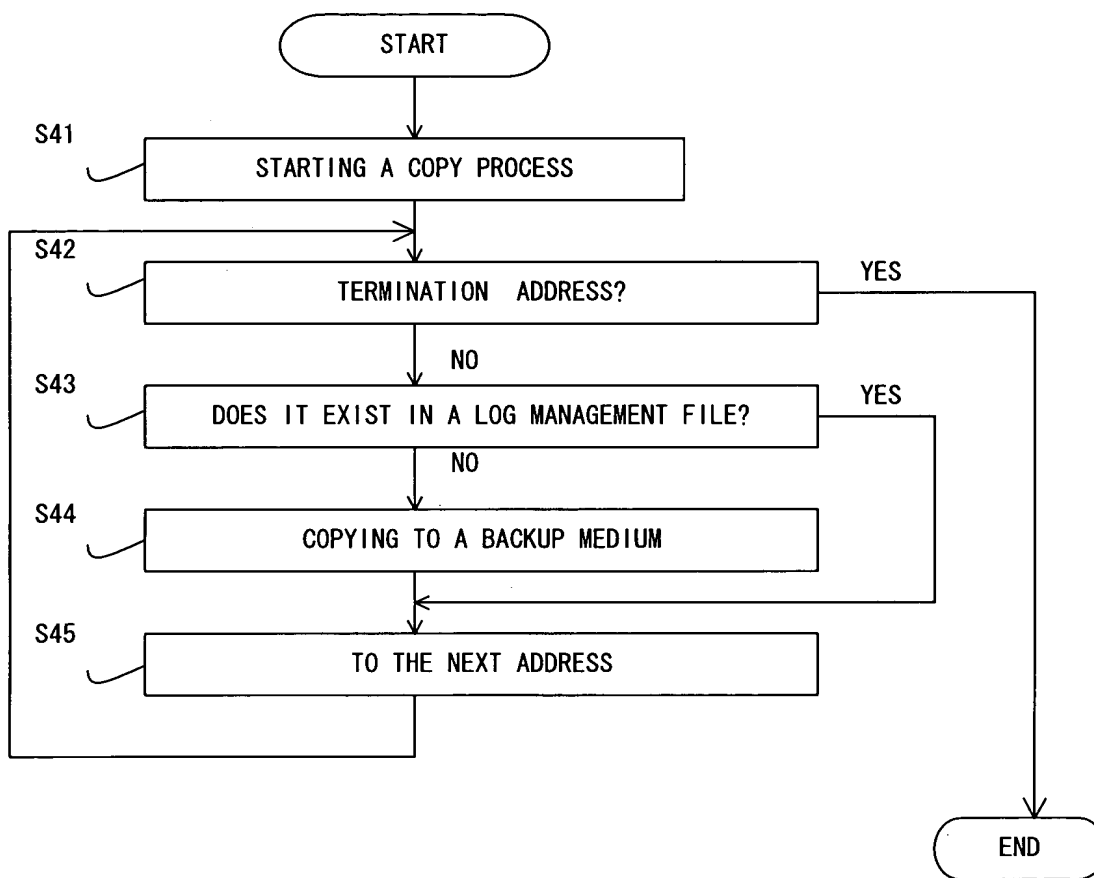 START
S41
STARTING A COPY PROCESS
S42
TERMINATION ADDRESS?
YES
NO
S43
DOES IT EXIST IN A LOG MANAGEMENT FILE?
YES
NO
S44
COPYING TO A BACKUP MEDIUM
S45
TO THE NEXT ADDRESS
END